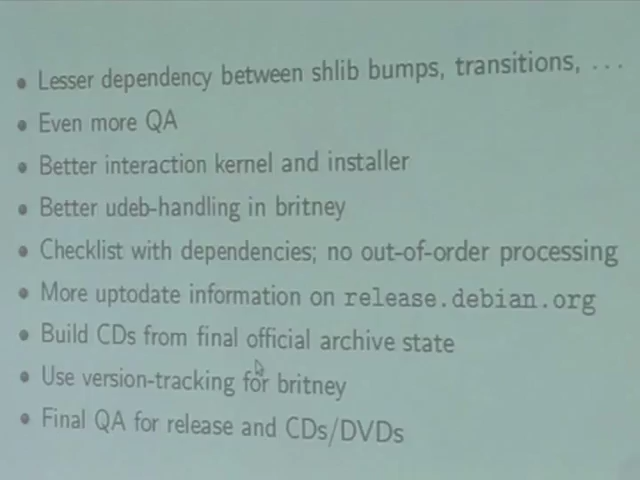 • Lesser dependency between shlib bumps, transitions, ...
• Even more QA
• Better interaction kernel and installer
• Better udeb-handling in britney
• Checklist with dependencies; no out-of-order processing
• More uptodate information on release.debian.org
• Build CDs from final official archive state
• Use version-tracking for britney
• Final QA for release and CDs/DVDs